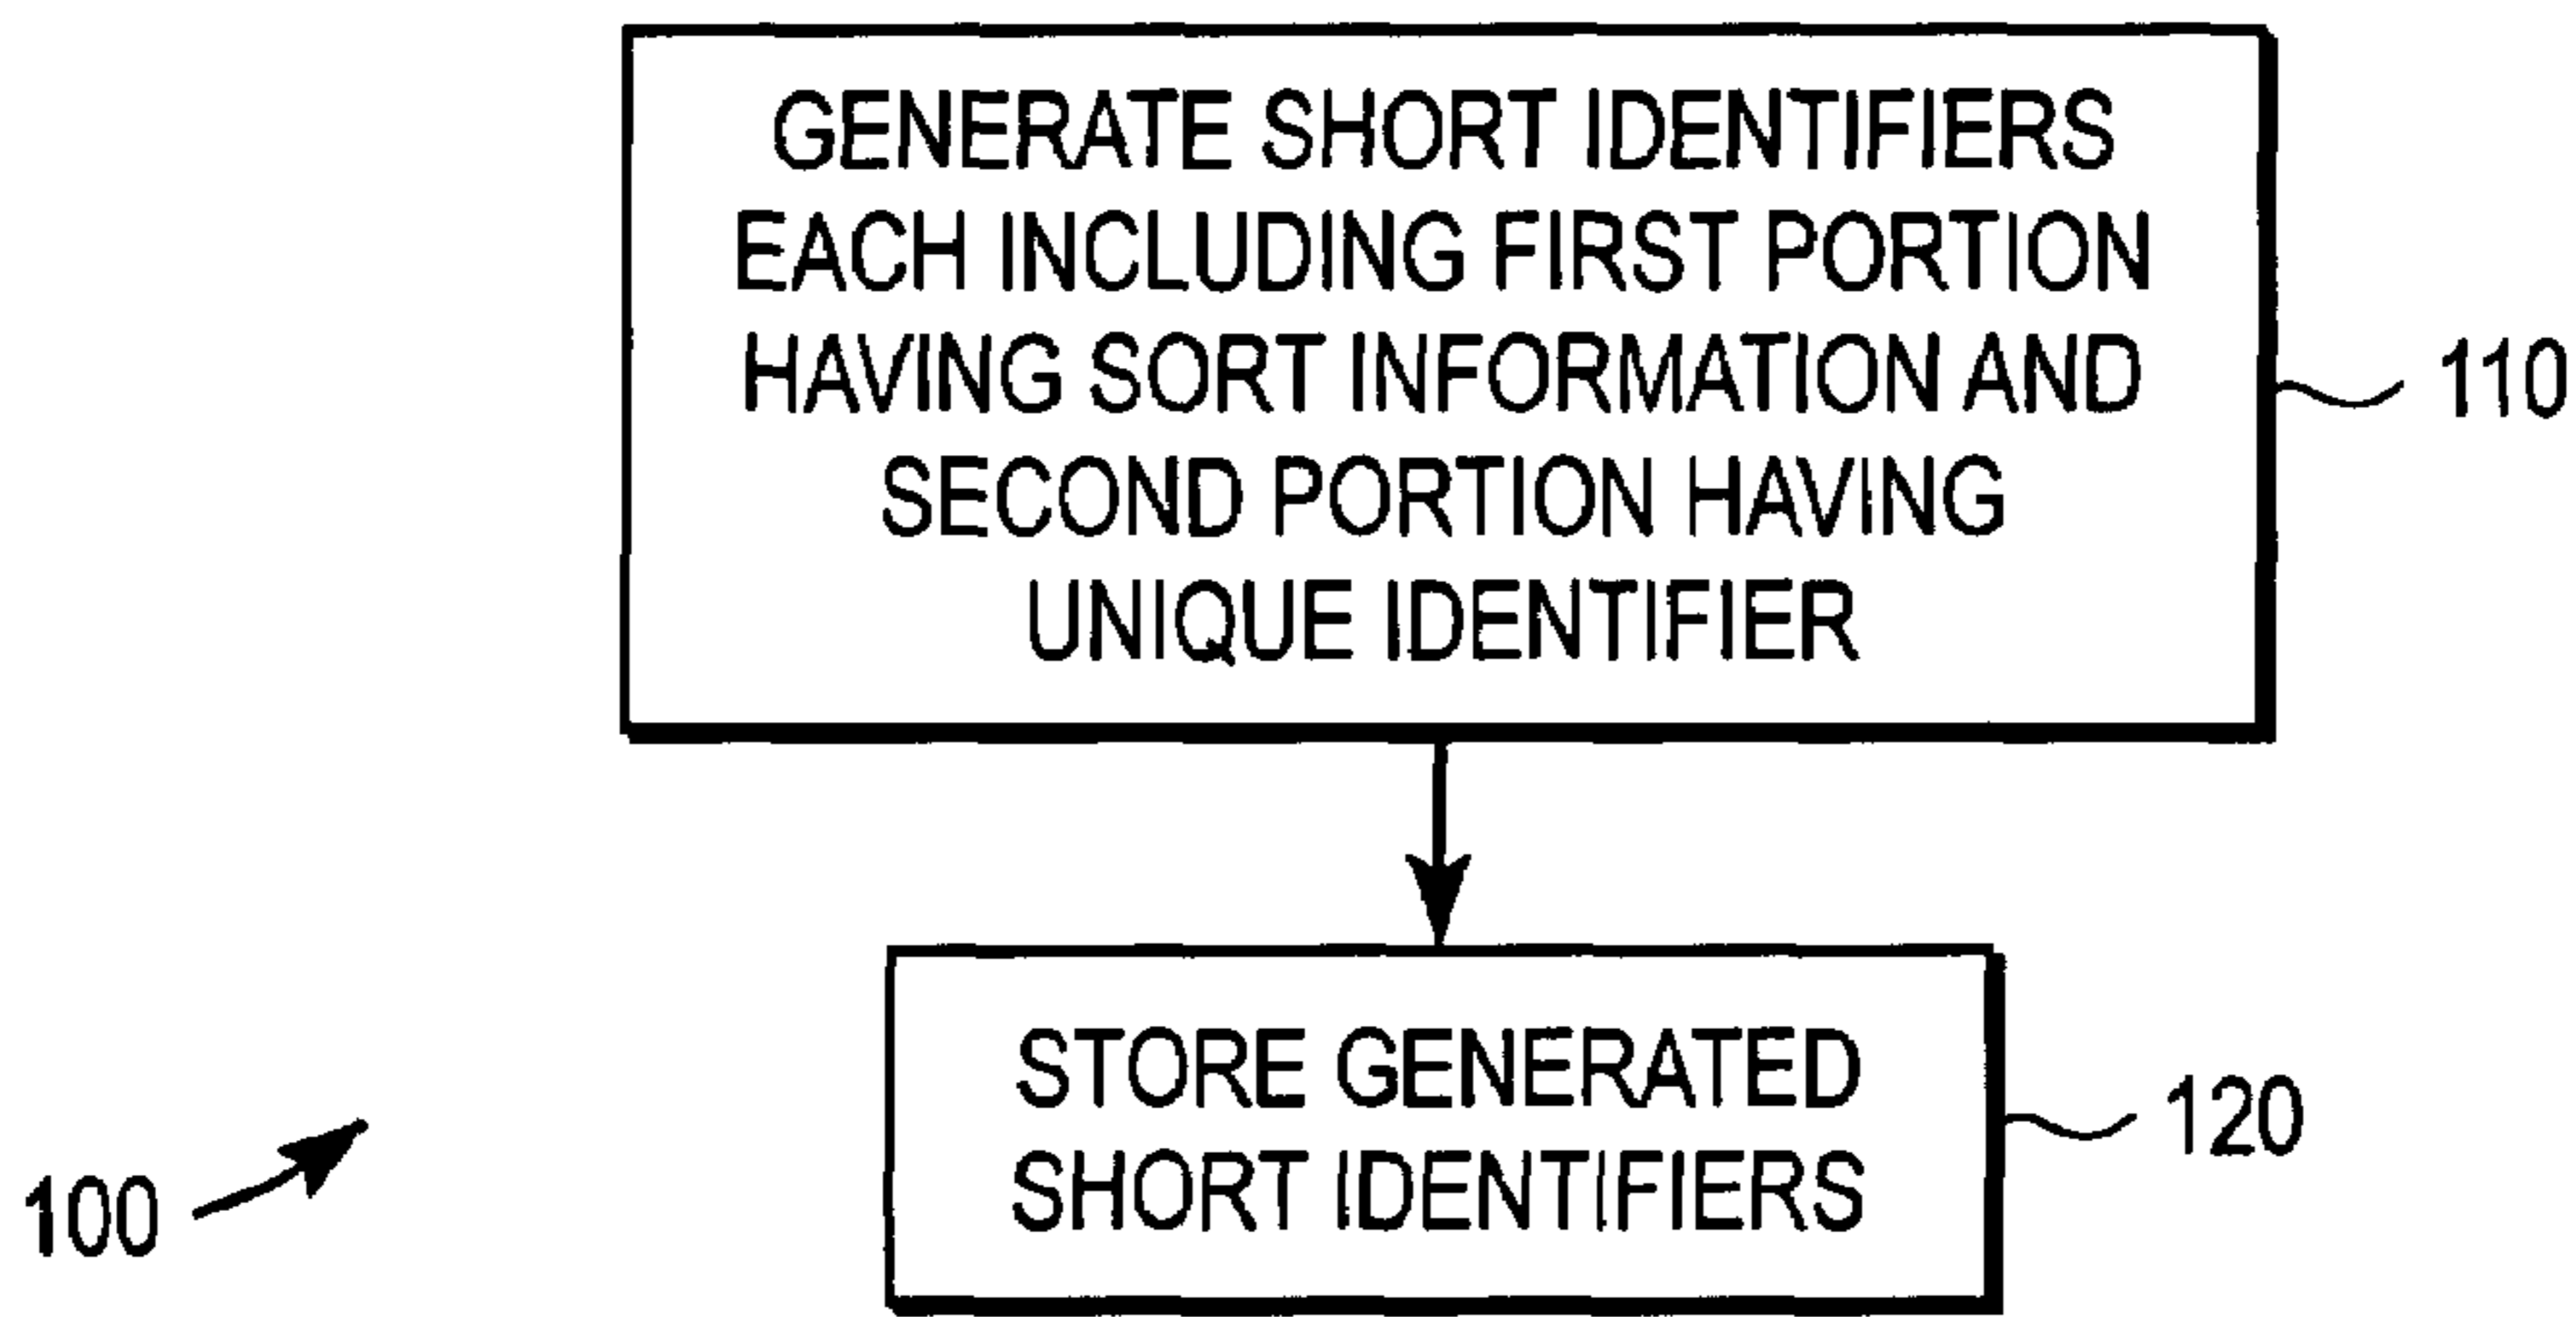 GENERATE SHORT IDENTIFIERS
EACH INCLUDING FIRST PORTION
HAVING SORT INFORMATION AND
SECOND PORTION HAVING
UNIQUE IDENTIFIER
110
STORE GENERATED
SHORT IDENTIFIERS
120
100